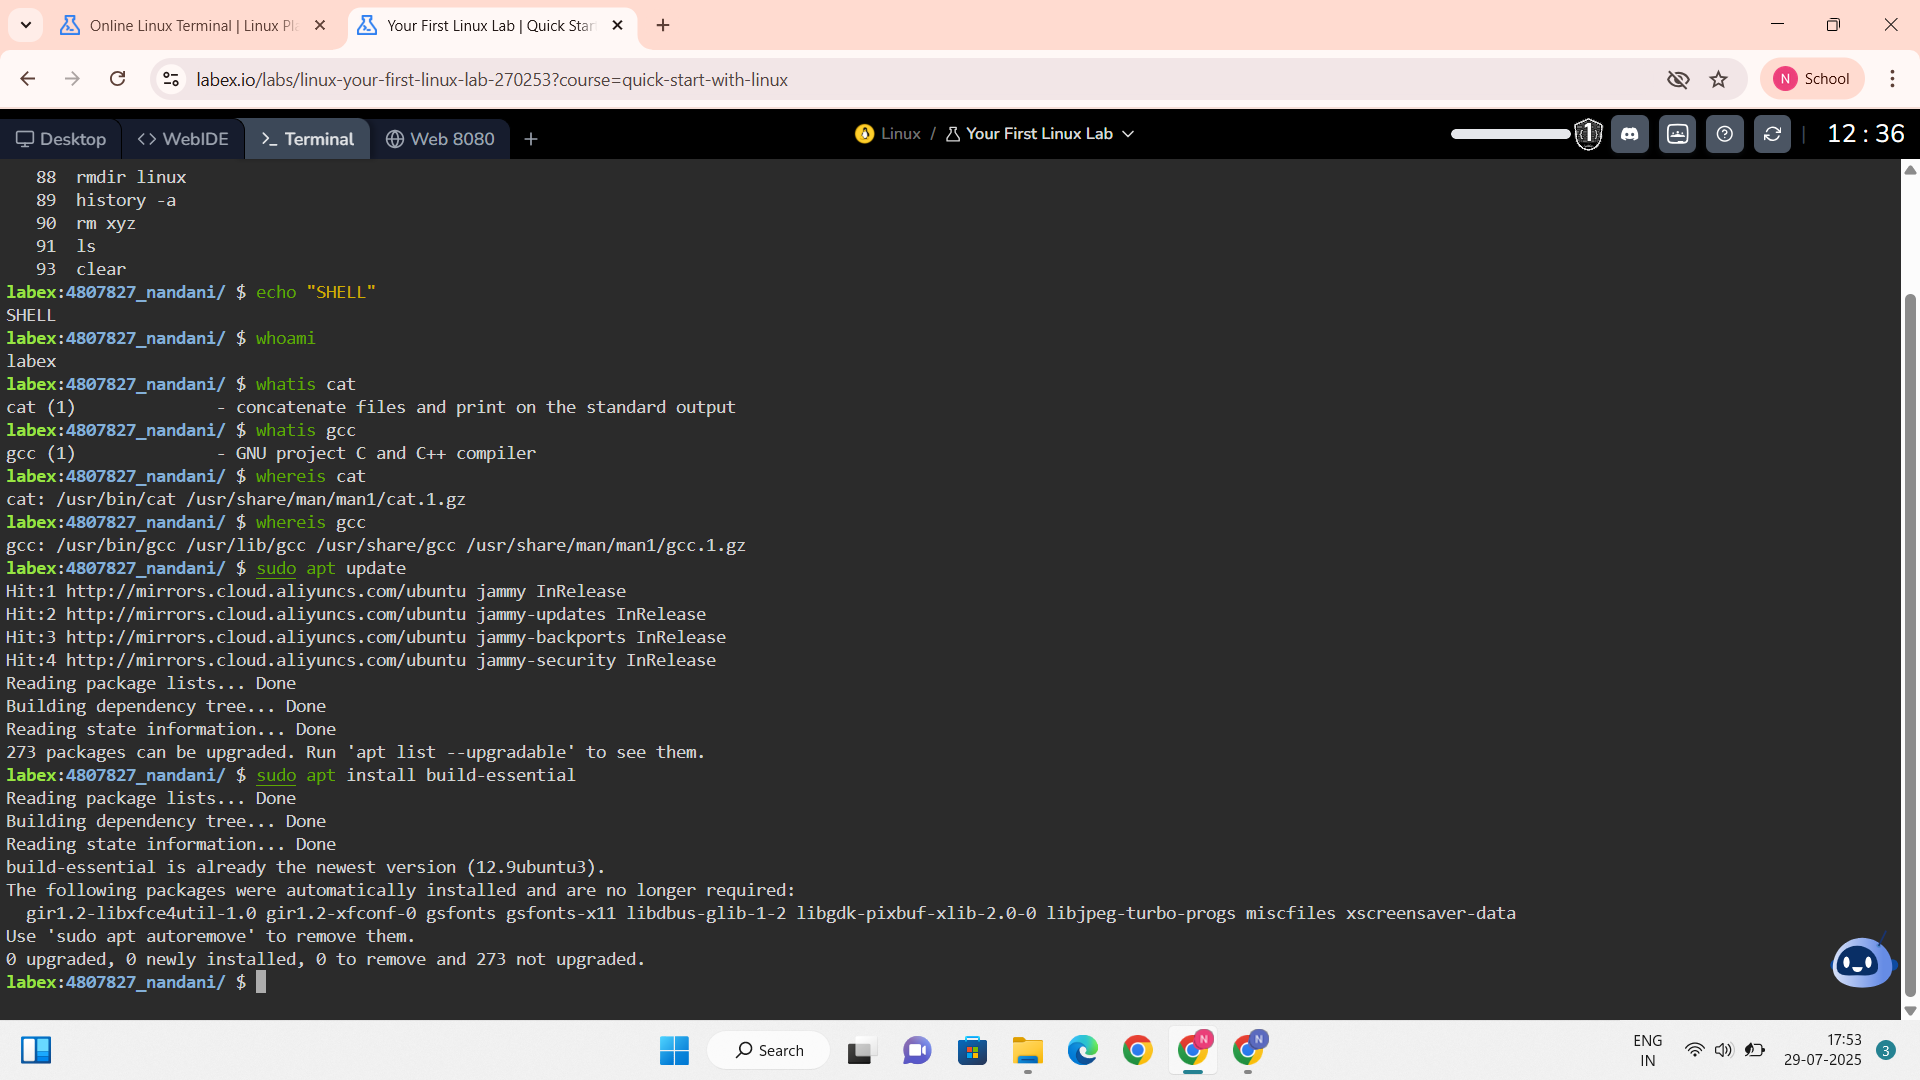 Online Linux Terminal | Linux Pl
Your First Linux Lab | Quick Star
labex.io/labs/linux-your-first-linux-lab-270253?course=quick-start-with-linux
N School
Desktop
<> WebIDE
>_ Terminal
Web 8080
Linux / Your First Linux Lab
1
12 : 36
88 rmdir linux
89 history -a
90 rm xyz
91 ls
93 clear
labex:4807827_nandani/ $ echo "SHELL"
SHELL
labex:4807827_nandani/ $ whoami
labex
labex:4807827_nandani/ $ whatis cat
cat (1) - concatenate files and print on the standard output
labex:4807827_nandani/ $ whatis gcc
gcc (1) - GNU project C and C++ compiler
labex:4807827_nandani/ $ whereis cat
cat: /usr/bin/cat /usr/share/man/man1/cat.1.gz
labex:4807827_nandani/ $ whereis gcc
gcc: /usr/bin/gcc /usr/lib/gcc /usr/share/gcc /usr/share/man/man1/gcc.1.gz
labex:4807827_nandani/ $ sudo apt update
Hit:1 http://mirrors.cloud.aliyuncs.com/ubuntu jammy InRelease
Hit:2 http://mirrors.cloud.aliyuncs.com/ubuntu jammy-updates InRelease
Hit:3 http://mirrors.cloud.aliyuncs.com/ubuntu jammy-backports InRelease
Hit:4 http://mirrors.cloud.aliyuncs.com/ubuntu jammy-security InRelease
Reading package lists... Done
Building dependency tree... Done
Reading state information... Done
273 packages can be upgraded. Run 'apt list --upgradable' to see them.
labex:4807827_nandani/ $ sudo apt install build-essential
Reading package lists... Done
Building dependency tree... Done
Reading state information... Done
build-essential is already the newest version (12.9ubuntu3).
The following packages were automatically installed and are no longer required:
gir1.2-libxfce4util-1.0 gir1.2-xfconf-0 gsfonts gsfonts-x11 libdbus-glib-1-2 libgdk-pixbuf-xlib-2.0-0 libjpeg-turbo-progs miscfiles xscreensaver-data
Use 'sudo apt autoremove' to remove them.
0 upgraded, 0 newly installed, 0 to remove and 273 not upgraded.
labex:4807827_nandani/ $
Search
N
N
ENG
IN
17:53
29-07-2025
3